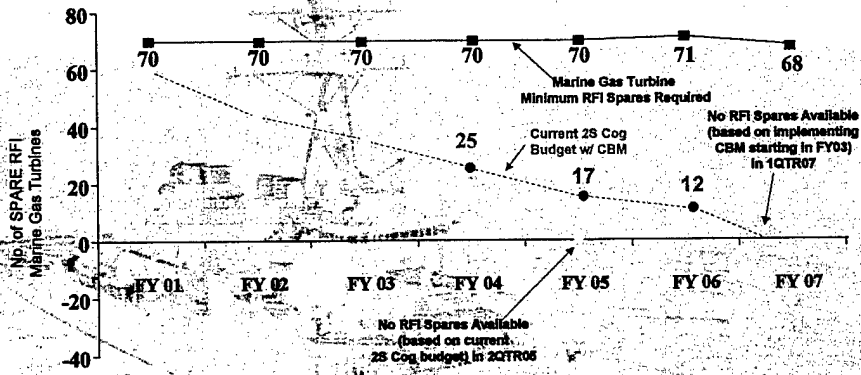 80
60
40
20
0
-20
-40
No. of SPARE RFI
Marine Gas Turbines
70 70 70 70 70 71 68
Marine Gas Turbine
Minimum RFI Spares Required
25
17
12
Current 2S Cog
Budget w/ CBM
No RFI Spares Available
(based on implementing
CBM starting in FY03)
in 1QTR07
FY 01 FY 02 FY 03 FY 04 FY 05 FY 06 FY 07
No RFI Spares Available
(based on current
2S Cog budget) in 2QTR05